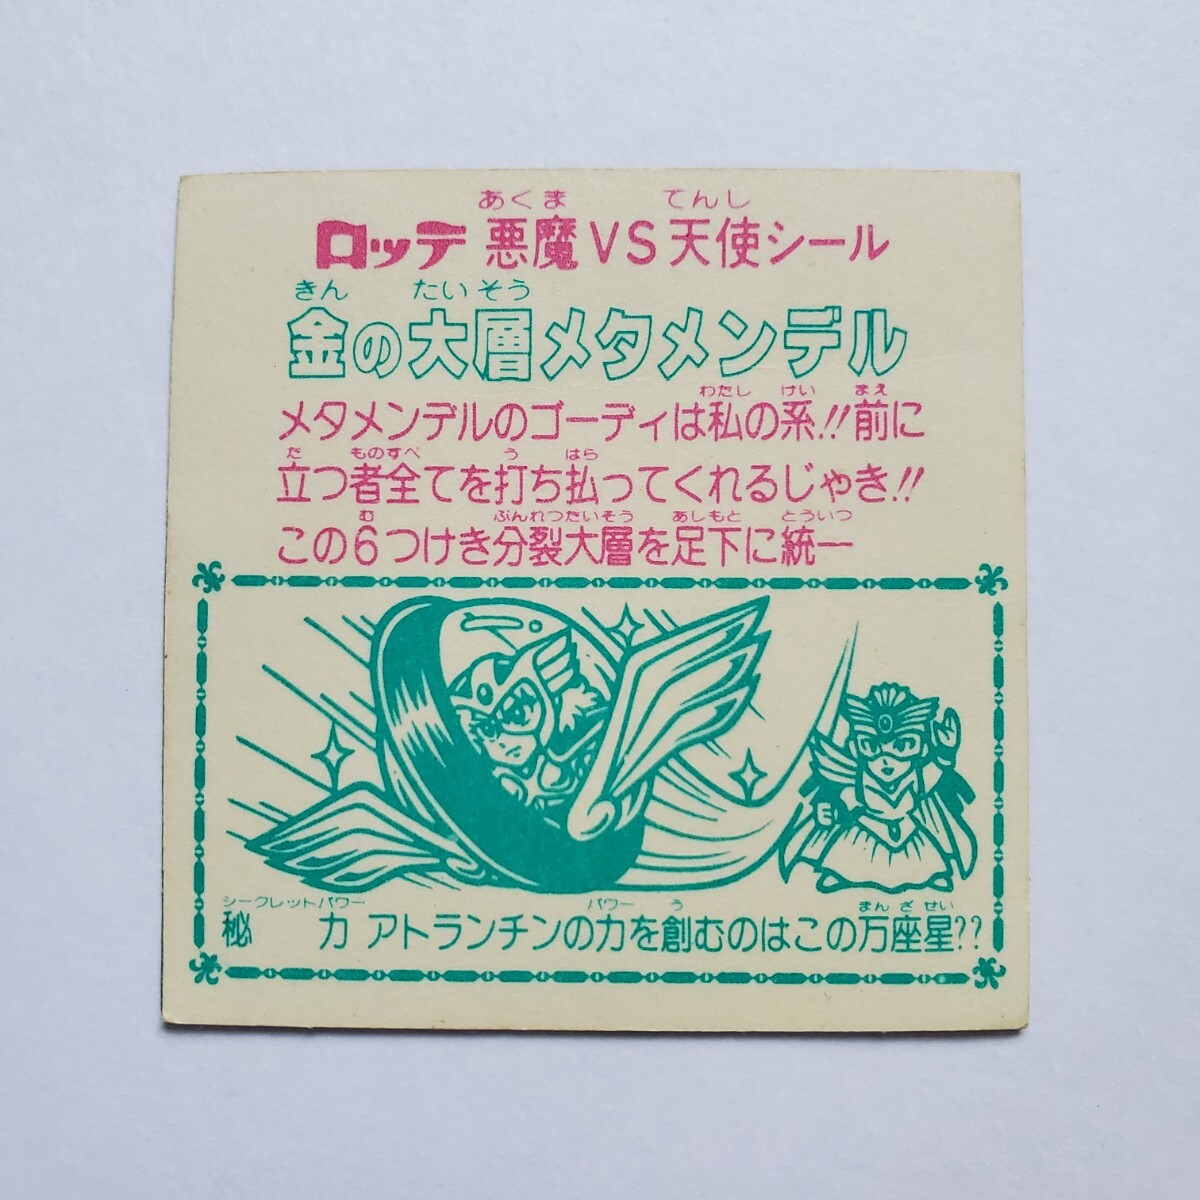 あくま てんし
ロッテ 悪魔VS天使シール
きん たいそう
金の大層メタメンデル
わたし けい まえ
メタメンデルのゴーディは私の系!!前に
た ものすべ う はら
立つ者全てを打ち払ってくれるじゃき!!
む ぶんれつたいそう あしもと とういつ
この6つけき分裂大層を足下に統一
シークレットパワー パワー う まんざせい
秘 力 アトランチンの力を創むのはこの万座星??